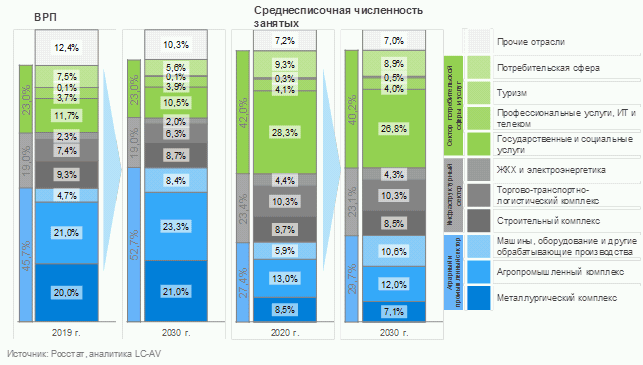 ВРП
Среднесписочная численность
занятых
12,4%
7,5%
0,1%
3,7%
11,7%
2,3%
7,4%
9,3%
4,7%
21,0%
20,0%
23,0%
19,0%
45,7%
2019 г.
10,3%
5,6%
0,1%
3,9%
10,5%
2,0%
6,3%
8,7%
8,4%
23,3%
21,0%
23,0%
19,0%
52,7%
2030 г.
7,2%
9,3%
0,3%
4,1%
28,3%
4,4%
10,3%
8,7%
5,9%
13,0%
8,5%
42,0%
23,4%
27,4%
2020 г.
7,0%
8,9%
0,5%
4,0%
26,8%
4,3%
10,3%
8,5%
10,6%
12,0%
7,1%
40,2%
23,1%
29,7%
2030 г.
Прочие отрасли
Сектор потребительской
сферы и услуг
Потребительская сфера
Туризм
Профессиональные услуги, ИТ и
телеком
Государственные и социальные
услуги
Инфраструктурный
сектор
ЖКХ и электроэнергетика
Торгово-транспортно-
логистический комплекс
Строительный комплекс
Аграрный и
промышленный сектор
Машины, оборудование и другие
обрабатывающие производства
Агропромышленный комплекс
Металлургический комплекс
Источник: Росстат, аналитика LC-AV